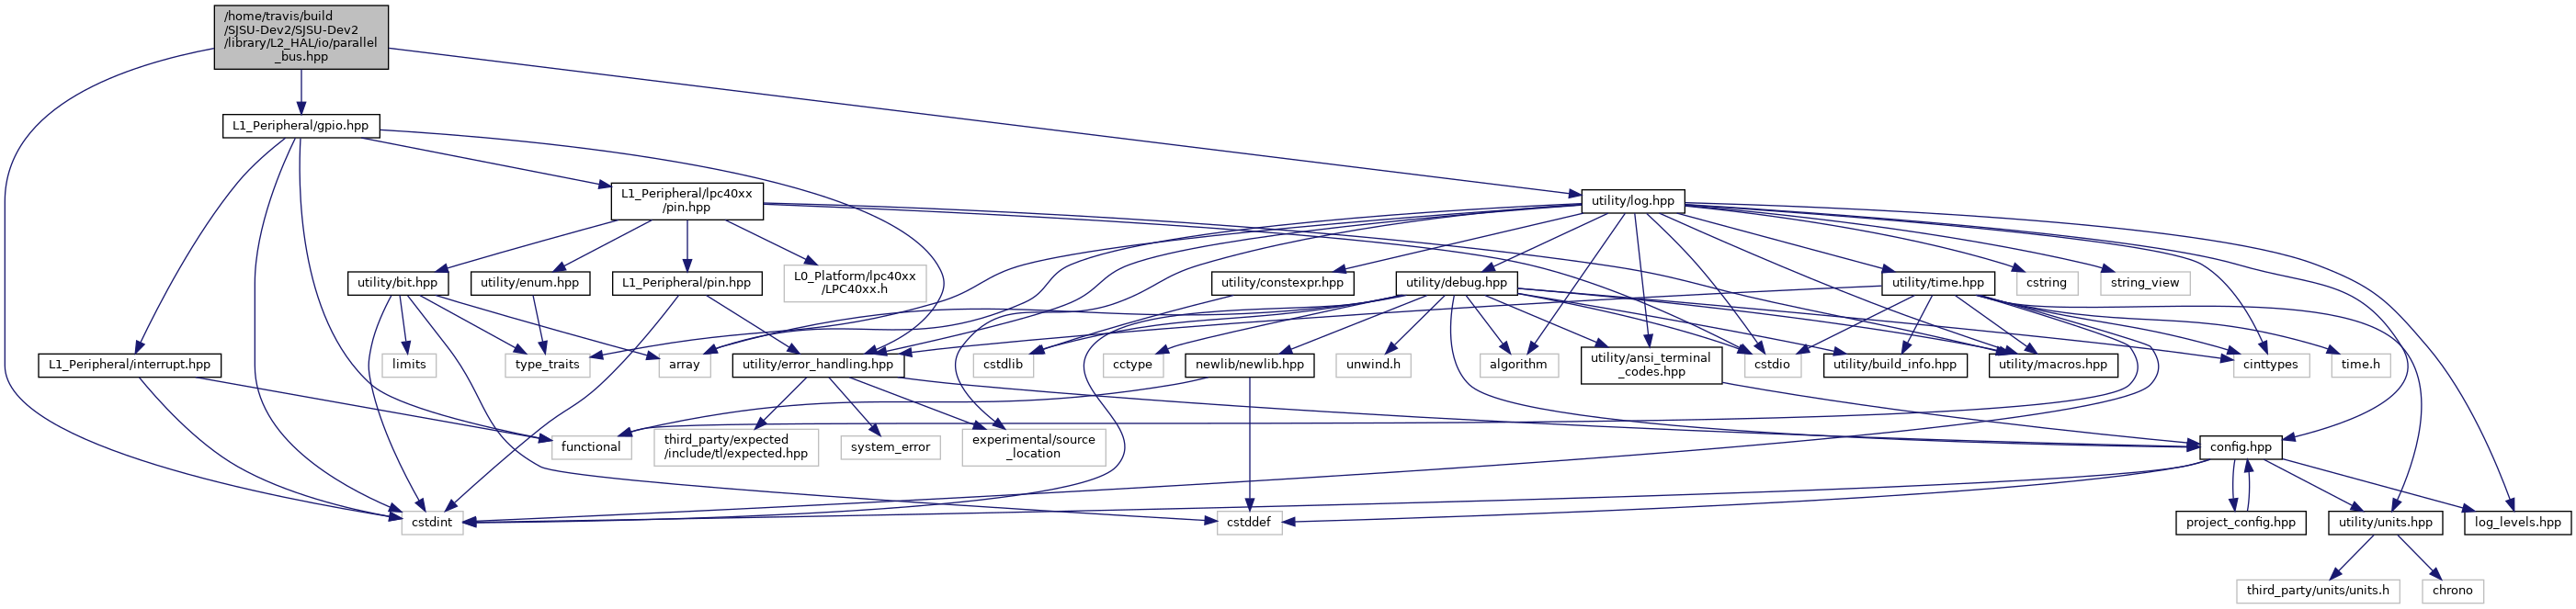 /home/travis/build
/SJSU-Dev2/SJSU-Dev2
/library/L2_HAL/io/parallel
_bus.hpp
L1_Peripheral/gpio.hpp
L1_Peripheral/lpc40xx
/pin.hpp
utility/log.hpp
utility/bit.hpp
utility/enum.hpp
L1_Peripheral/pin.hpp
L0_Platform/lpc40xx
/LPC40xx.h
utility/constexpr.hpp
utility/debug.hpp
utility/time.hpp
cstring
string_view
L1_Peripheral/interrupt.hpp
limits
type_traits
array
utility/error_handling.hpp
cstdlib
cctype
newlib/newlib.hpp
unwind.h
algorithm
utility/ansi_terminal
_codes.hpp
cstdio
utility/build_info.hpp
utility/macros.hpp
cinttypes
time.h
functional
third_party/expected
/include/tl/expected.hpp
system_error
experimental/source
_location
config.hpp
cstdint
cstddef
project_config.hpp
utility/units.hpp
log_levels.hpp
third_party/units/units.h
chrono